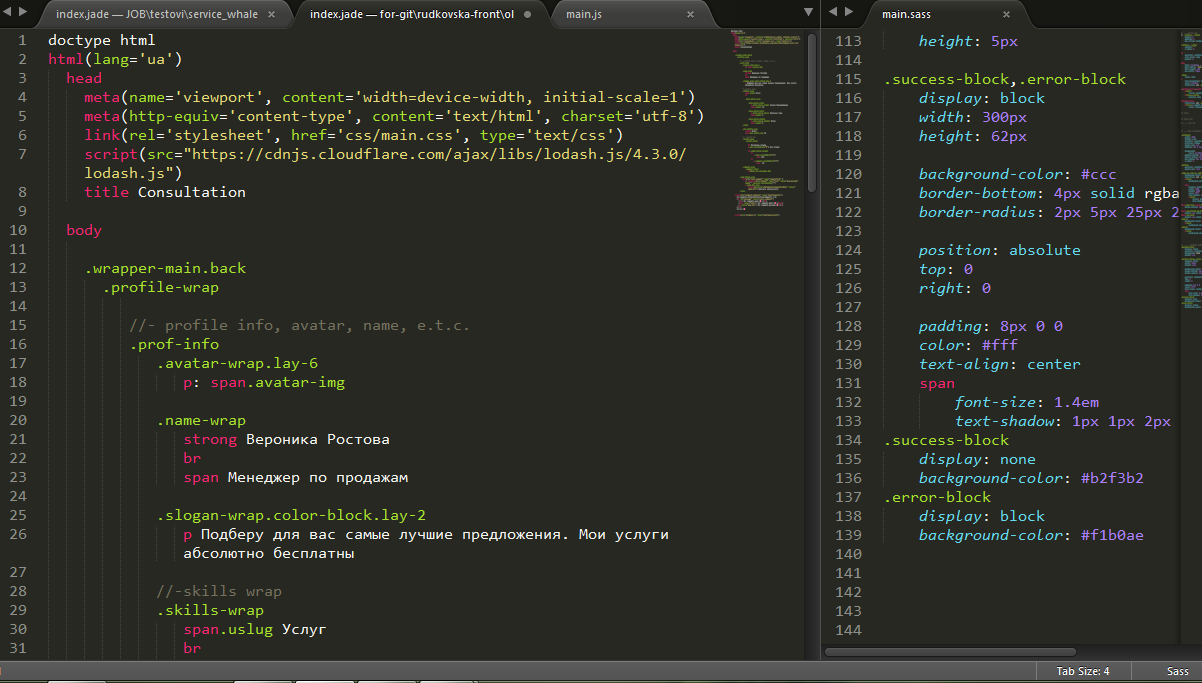 index.jade — JOB\testovi\service_whale ×
index.jade — for-git\rudkovska-front\ol
main.js ×
main.sass ×
1 doctype html
2 html(lang='ua')
3 head
4 meta(name='viewport', content='width=device-width, initial-scale=1')
5 meta(http-equiv='content-type', content='text/html', charset='utf-8')
6 link(rel='stylesheet', href='css/main.css', type='text/css')
7 script(src="https://cdnjs.cloudflare.com/ajax/libs/lodash.js/4.3.0/
lodash.js")
8 title Consultation
9
10 body
11
12 .wrapper-main.back
13 .profile-wrap
14
15 //- profile info, avatar, name, e.t.c.
16 .prof-info
17 .avatar-wrap.lay-6
18 p: span.avatar-img
19
20 .name-wrap
21 strong Вероника Ростова
22 br
23 span Менеджер по продажам
24
25 .slogan-wrap.color-block.lay-2
26 p Подберу для вас самые лучшие предложения. Мои услуги
абсолютно бесплатны
27
28 //-skills wrap
29 .skills-wrap
30 span.uslug Услуг
31 br
113 height: 5px
114
115 .success-block,.error-block
116 display: block
117 width: 300px
118 height: 62px
119
120 background-color: #ccc
121 border-bottom: 4px solid rgba
122 border-radius: 2px 5px 25px 2
123
124 position: absolute
125 top: 0
126 right: 0
127
128 padding: 8px 0 0
129 color: #fff
130 text-align: center
131 span
132 font-size: 1.4em
133 text-shadow: 1px 1px 2px
134 .success-block
135 display: none
136 background-color: #b2f3b2
137 .error-block
138 display: block
139 background-color: #f1b0ae
140
141
142
143
144
Tab Size: 4
Sass